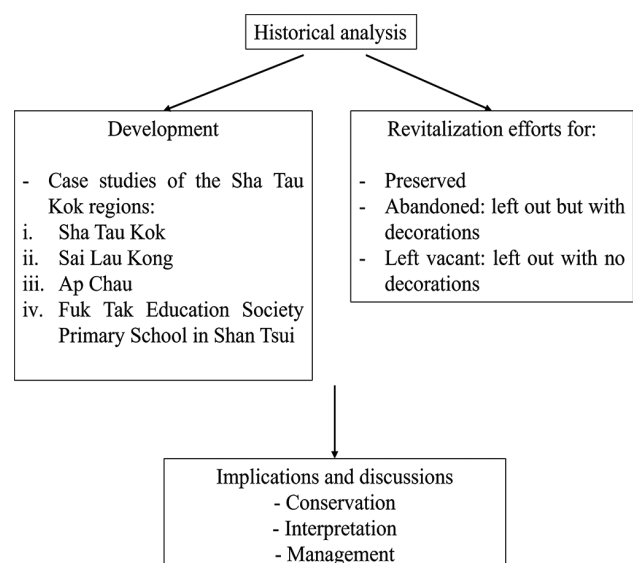 Historical analysis
Development
- Case studies of the Sha Tau
Kok regions:
i. Sha Tau Kok
ii. Sai Lau Kong
iii. Ap Chau
iv. Fuk Tak Education Society
Primary School in Shan Tsui
Revitalization efforts for:
- Preserved
- Abandoned: left out but with
decorations
- Left vacant: left out with no
decorations
Implications and discussions
- Conservation
- Interpretation
- Management